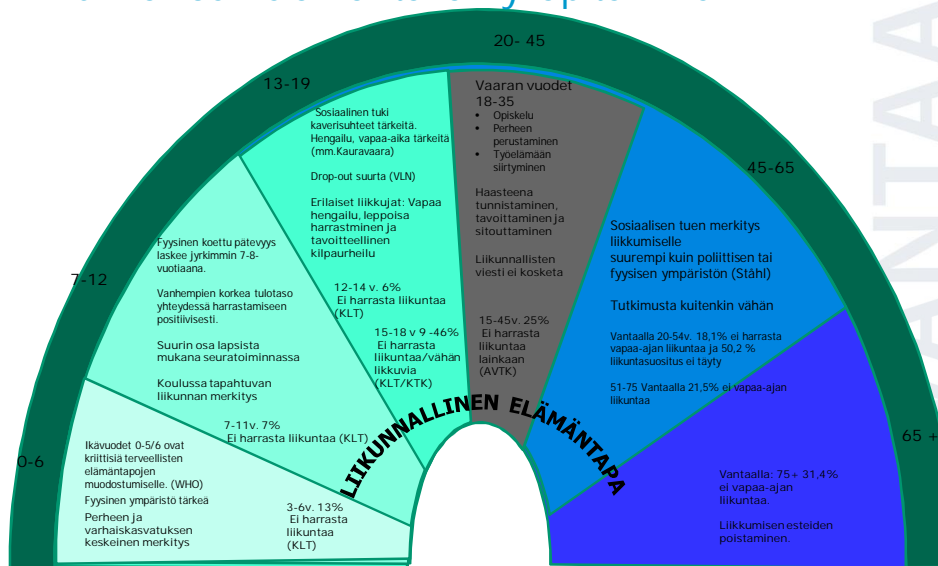 20- 45
13-19
45-65
7-12
65 +
0-6
Vaaran vuodet
18-35
• Opiskelu
• Perheen
perustaminen
• Työelämään
siirtyminen
Haasteena
tunnistaminen,
tavoittaminen ja
sitouttaminen
Liikunnallisten
viesti ei kosketa
15-45v. 25%
Ei harrasta
liikuntaa
lainkaan
(AVTK)
Sosiaalinen tuki
kaverisuhteet tärkeitä.
Hengailu, vapaa-aika tärkeitä
(mm.Kauravaara)
Drop-out suurta (VLN)
Erilaiset liikkujat: Vapaa
hengailu, leppoisa
harrastminen ja
tavoitteellinen
kilpaurheilu
12-14 v. 6%
Ei harrasta liikuntaa
(KLT)
15-18 v 9 -46%
Ei harrasta
liikuntaa/vähän
likkuvia
(KLT/KTK)
Sosiaalisen tuen merkitys
liikkumiselle
suurempi kuin poliittisen tai
fyysisen ympäristön (Ståhl)
Tutkimusta kuitenkin vähän
Vantaalla 20-54v. 18,1% ei harrasta
vapaa-ajan liikuntaa ja 50,2 %
liikuntasuositus ei täyty
51-75 Vantaalla 21,5% ei vapaa-ajan
liikuntaa
Fyysinen koettu pätevyys
laskee jyrkimmin 7-8-
vuotiaana.
Vanhempien korkea tulotaso
yhteydessä harrastamiseen
positiivisesti.
Suurin osa lapsista
mukana seuratoiminnassa
Koulussa tapahtuvan
liikunnan merkitys
7-11v. 7%
Ei harrasta liikuntaa (KLT)
LIIKUNNALLINEN ELÄMÄNTAPA
Ikävuodet 0-5/6 ovat
kriittisiä terveellisten
elämäntapojen
muodostumiselle. (WHO)
Fyysinen ympäristö tärkeä
Perheen ja
varhaiskasvatuksen
keskeinen merkitys
3-6v. 13%
Ei harrasta
liikuntaa
(KLT)
Vantaalla: 75+ 31,4%
ei vapaa-ajan
liikuntaa.
Liikkumisen esteiden
poistaminen.
ANTAA